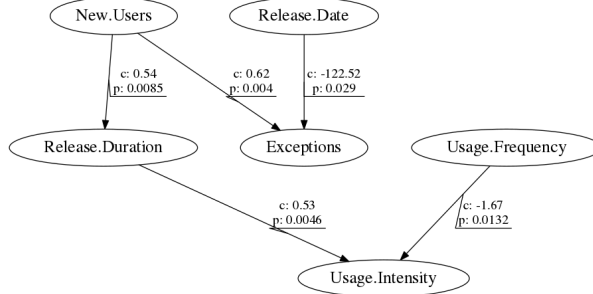 New.Users
Release.Date
c: 0.54
p: 0.0085
c: 0.62
p: 0.004
c: -122.52
p: 0.029
Release.Duration
Exceptions
Usage.Frequency
c: 0.53
p: 0.0046
c: -1.67
p: 0.0132
Usage.Intensity